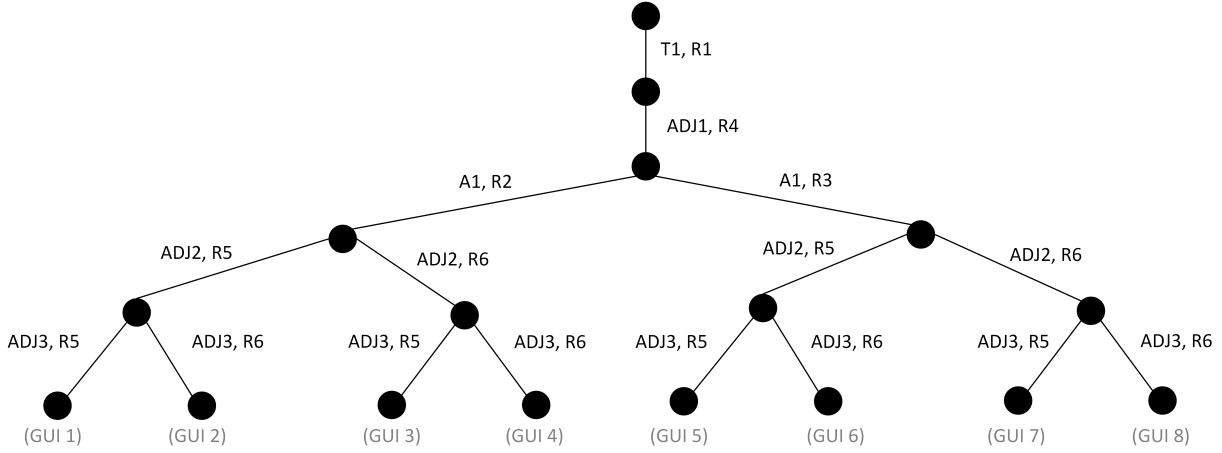 T1, R1
ADJ1, R4
A1, R2
A1, R3
ADJ2, R5
ADJ2, R6
ADJ2, R5
ADJ2, R6
ADJ3, R5
ADJ3, R6
ADJ3, R5
ADJ3, R6
ADJ3, R5
ADJ3, R6
ADJ3, R5
ADJ3, R6
(GUI 1)
(GUI 2)
(GUI 3)
(GUI 4)
(GUI 5)
(GUI 6)
(GUI 7)
(GUI 8)